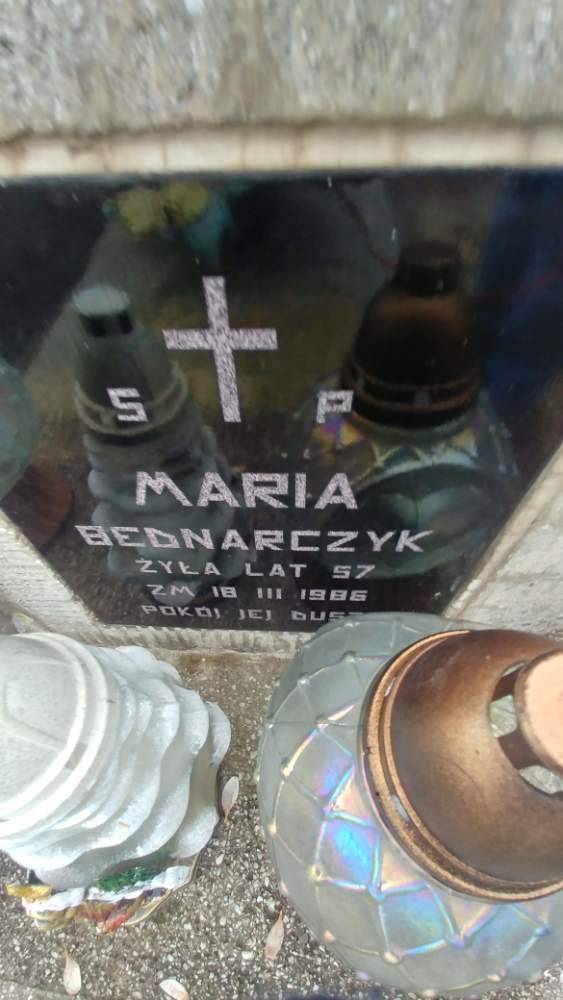 S P
MARIA
BEDNARCZYK
ŻYŁA LAT 57
ZM 18 III 1986
POKÓJ JEJ